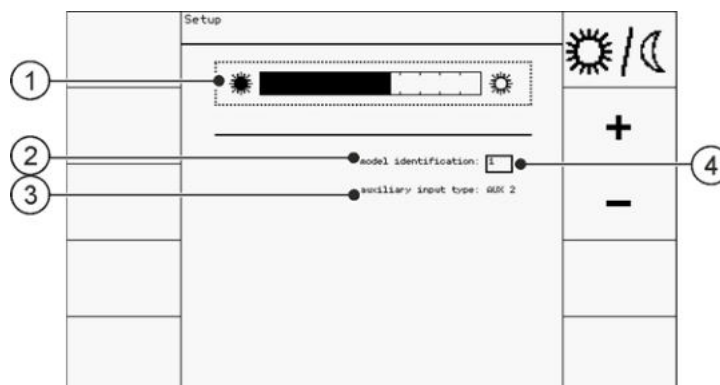 Setup
1
+
2
model identification: 1
4
3
auxiliary input type: AUX 2
-